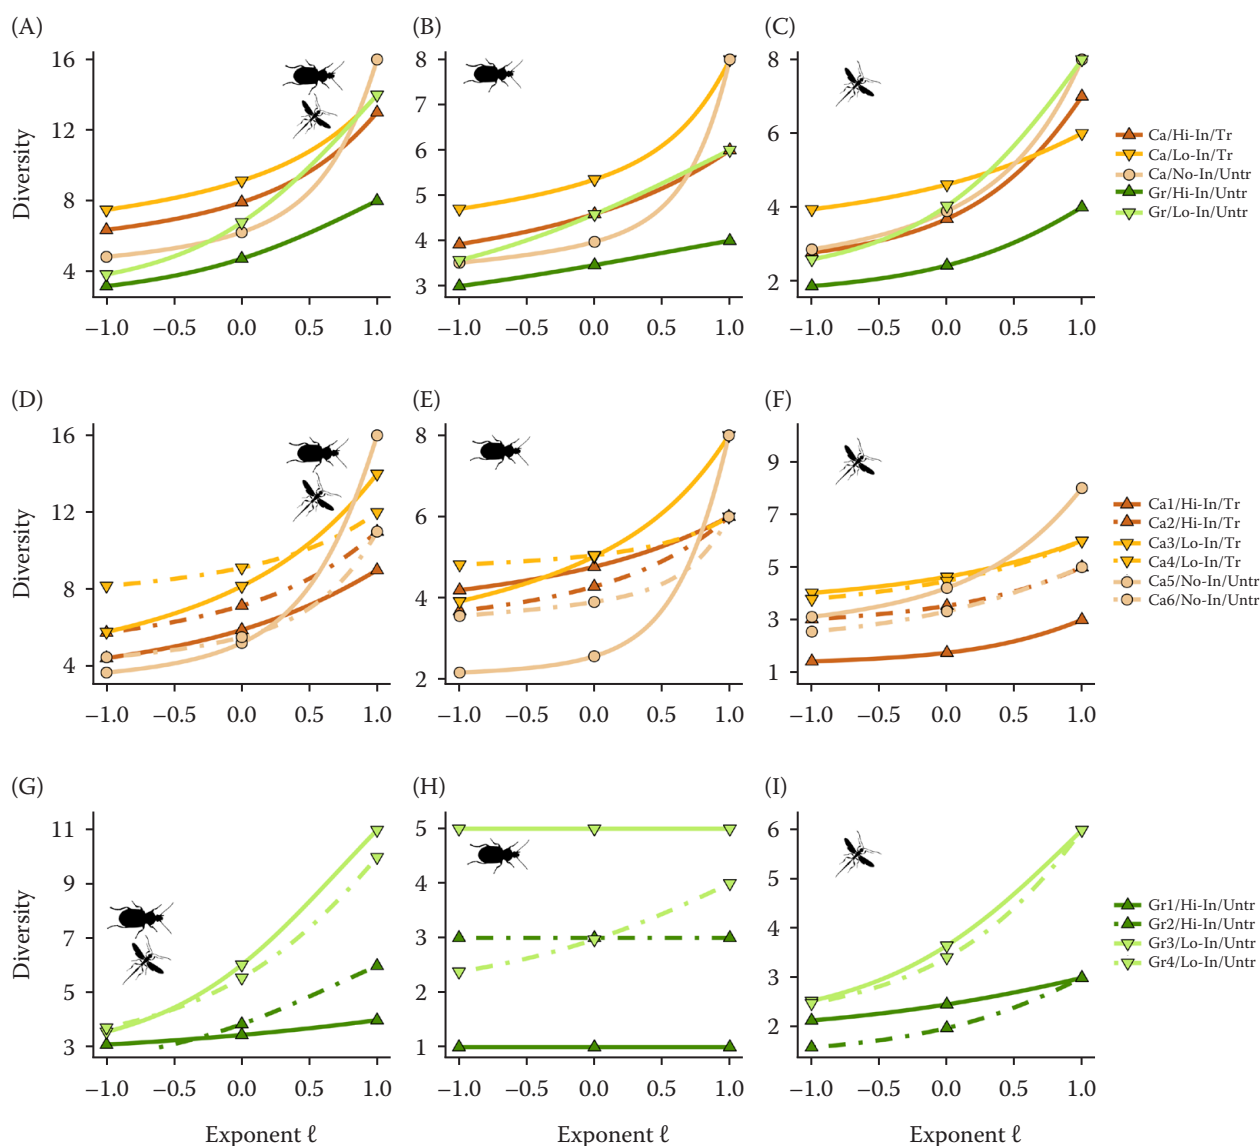 (A)
(B)
(C)
16
12
8
4
Diversity
−1.0 −0.5 0.0 0.5 1.0
8
7
6
5
4
3
−1.0 −0.5 0.0 0.5 1.0
8
6
4
2
−1.0 −0.5 0.0 0.5 1.0
Ca/Hi-In/Tr
Ca/Lo-In/Tr
Ca/No-In/Untr
Gr/Hi-In/Untr
Gr/Lo-In/Untr
(D)
(E)
(F)
16
12
8
4
Diversity
−1.0 −0.5 0.0 0.5 1.0
8
6
4
2
−1.0 −0.5 0.0 0.5 1.0
9
7
5
3
1
−1.0 −0.5 0.0 0.5 1.0
Ca1/Hi-In/Tr
Ca2/Hi-In/Tr
Ca3/Lo-In/Tr
Ca4/Lo-In/Tr
Ca5/No-In/Untr
Ca6/No-In/Untr
(G)
(H)
(I)
11
9
7
5
3
Diversity
−1.0 −0.5 0.0 0.5 1.0
Exponent ℓ
5
4
3
2
1
−1.0 −0.5 0.0 0.5 1.0
Exponent ℓ
6
5
4
3
2
−1.0 −0.5 0.0 0.5 1.0
Exponent ℓ
Gr1/Hi-In/Untr
Gr2/Hi-In/Untr
Gr3/Lo-In/Untr
Gr4/Lo-In/Untr